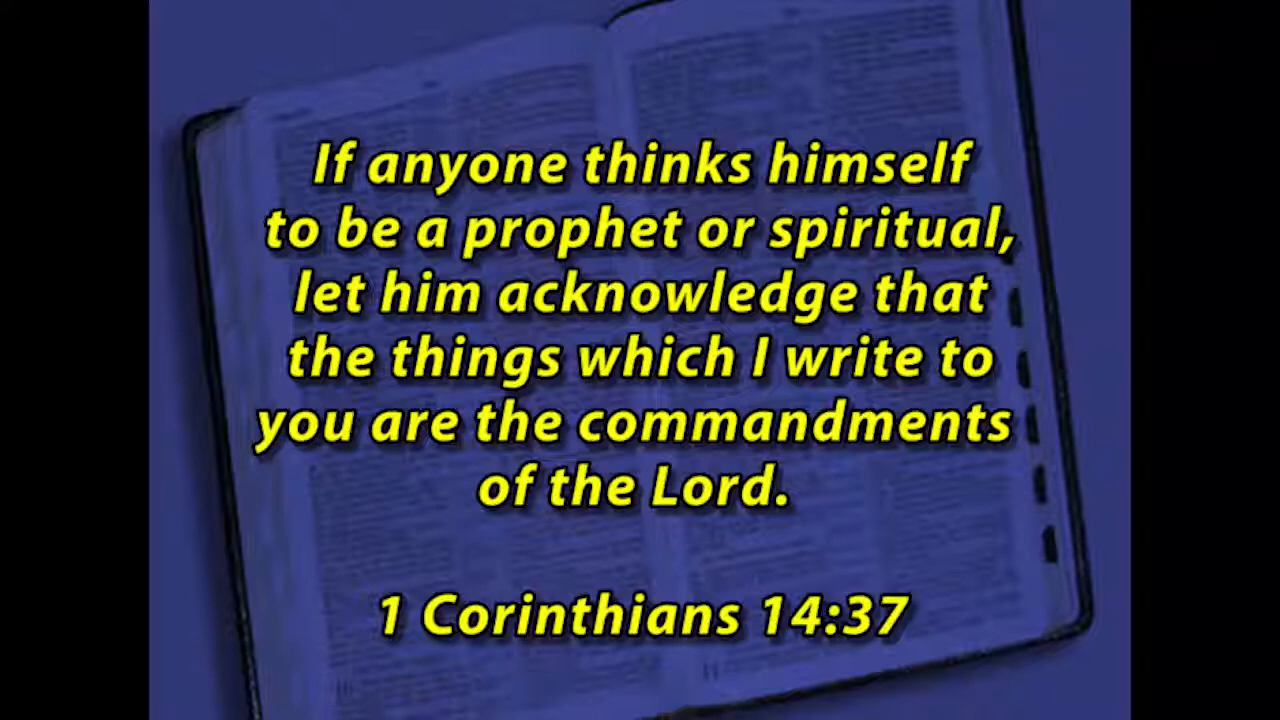 If anyone thinks himself
to be a prophet or spiritual,
let him acknowledge that
the things which I write to
you are the commandments
of the Lord.
1 Corinthians 14:37